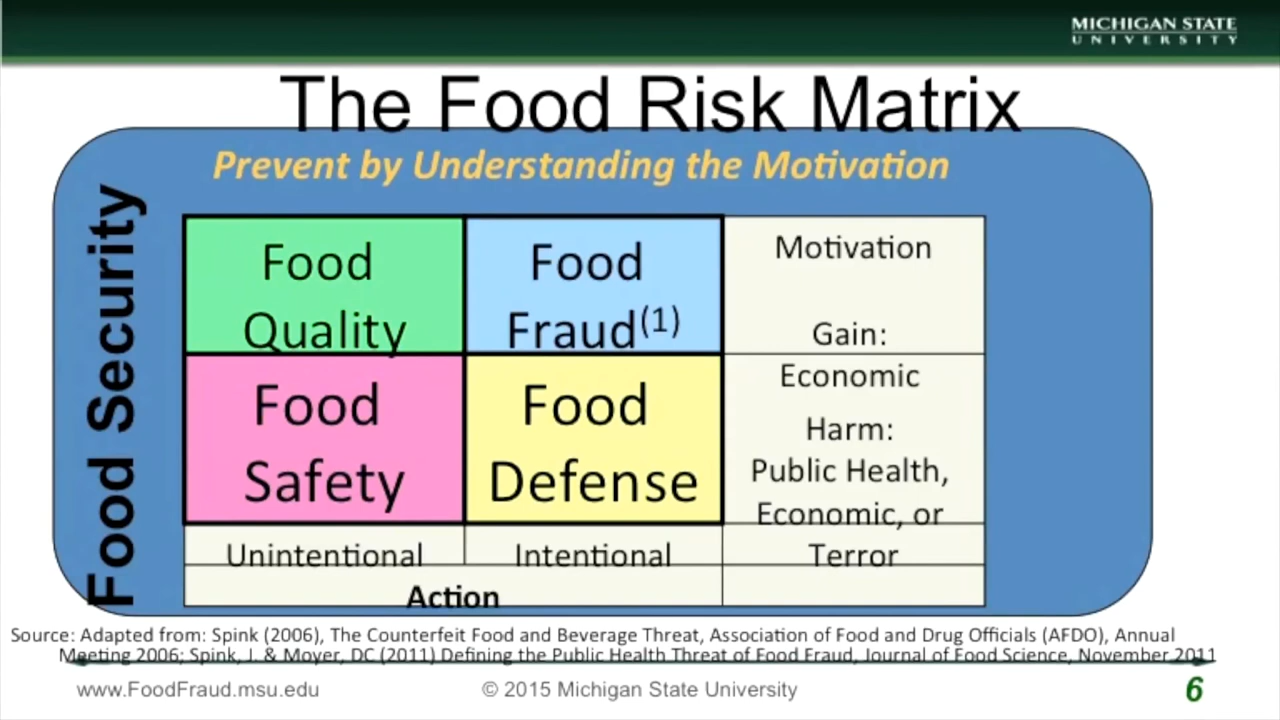 MICHIGAN STATE
UNIVERSITY
The Food Risk Matrix
Prevent by Understanding the Motivation
Food Security
Food
Quality
Food
Fraud(1)
Motivation
Gain:
Economic
Food
Safety
Food
Defense
Harm:
Public Health,
Economic, or
Terror
Unintentional
Intentional
Action
Source: Adapted from: Spink (2006), The Counterfeit Food and Beverage Threat, Association of Food and Drug Officials (AFDO), Annual
Meeting 2006; Spink, J. & Moyer, DC (2011) Defining the Public Health Threat of Food Fraud, Journal of Food Science, November 2011
www.FoodFraud.msu.edu
© 2015 Michigan State University
6